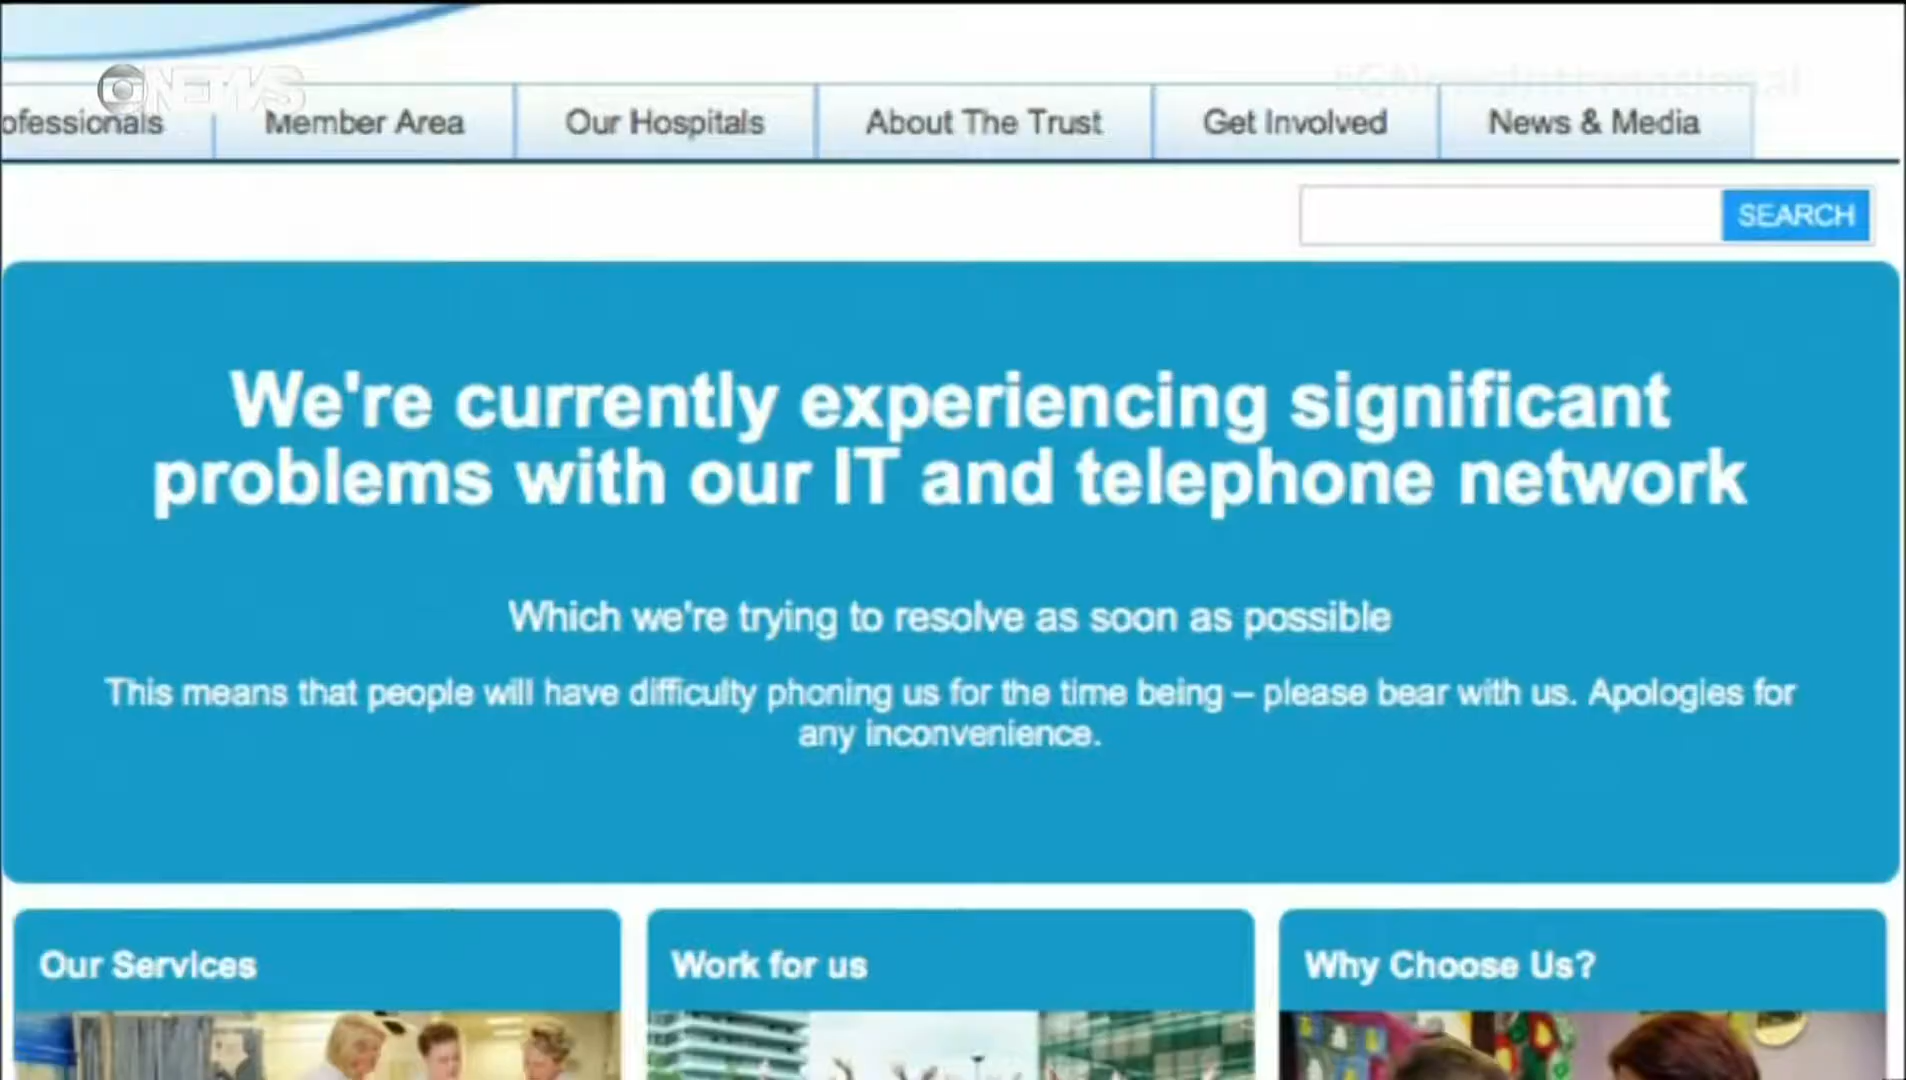 GNEWS
#GNewsInternacional
ofessionals
Member Area
Our Hospitals
About The Trust
Get Involved
News & Media
SEARCH
We're currently experiencing significant
problems with our IT and telephone network
Which we're trying to resolve as soon as possible
This means that people will have difficulty phoning us for the time being – please bear with us. Apologies for
any inconvenience.
Our Services
Work for us
Why Choose Us?